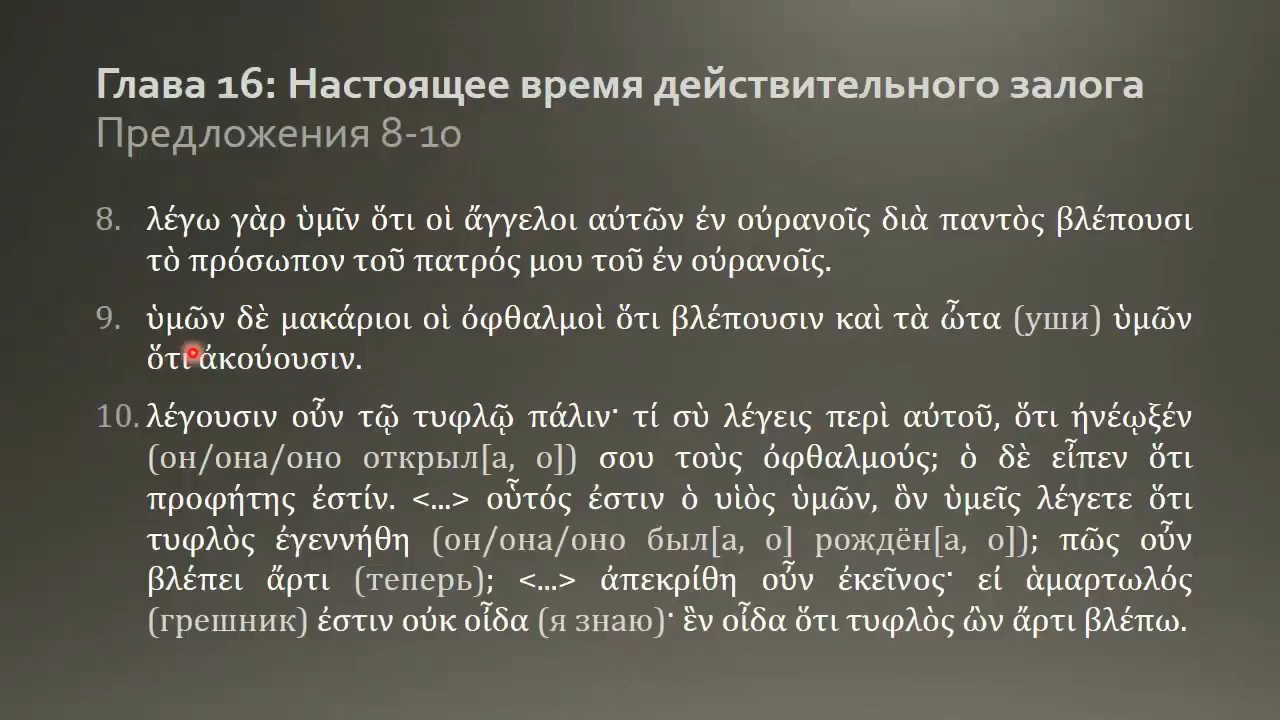 Глава 16: Настоящее время действительного залога
Предложения 8-10
8. λέγω γὰρ ὑμῖν ὅτι οἱ ἄγγελοι αὐτῶν ἐν οὐρανοῖς διὰ παντὸς βλέπουσι
τὸ πρόσωπον τοῦ πατρός μου τοῦ ἐν οὐρανοῖς.
9. ὑμῶν δὲ μακάριοι οἱ ὀφθαλμοὶ ὅτι βλέπουσιν καὶ τὰ ὦτα (уши) ὑμῶν
ὅτι ἀκούουσιν.
10. λέγουσιν οὖν τῷ τυφλῷ πάλιν· τί σὺ λέγεις περὶ αὐτοῦ, ὅτι ἠνέῳξέν
(он/она/оно открыл[а, о]) σου τοὺς ὀφθαλμούς; ὁ δὲ εἶπεν ὅτι
προφήτης ἐστίν. <...> οὗτός ἐστιν ὁ υἱὸς ὑμῶν, ὃν ὑμεῖς λέγετε ὅτι
τυφλὸς ἐγεννήθη (он/она/оно был[а, о] рождён[а, о]); πῶς οὖν
βλέπει ἄρτι (теперь); <...> ἀπεκρίθη οὖν ἐκεῖνος· εἰ ἁμαρτωλός
(грешник) ἐστιν οὐκ οἶδα (я знаю)· ἓν οἶδα ὅτι τυφλὸς ὢν ἄρτι βλέπω.